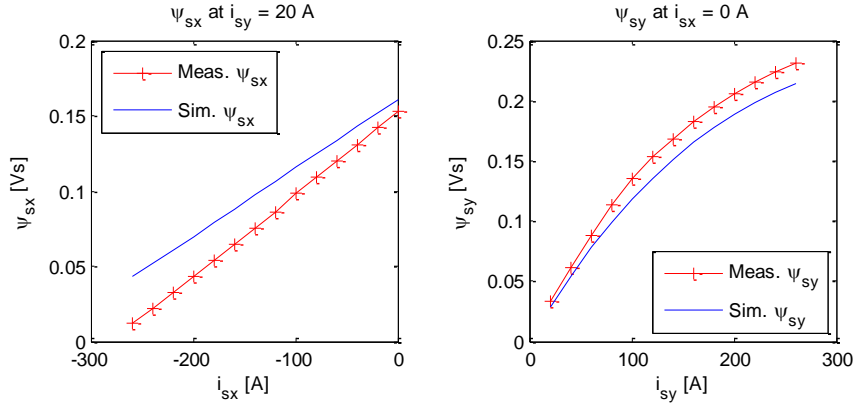 ψsx at isy = 20 A
0.2
0.15
0.1
0.05
0
ψsx [Vs]
Meas. ψsx
Sim. ψsx
-300
-200
-100
0
isx [A]
ψsy at isx = 0 A
0.25
0.2
0.15
0.1
0.05
0
ψsy [Vs]
Meas. ψsy
Sim. ψsy
0
100
200
300
isy [A]